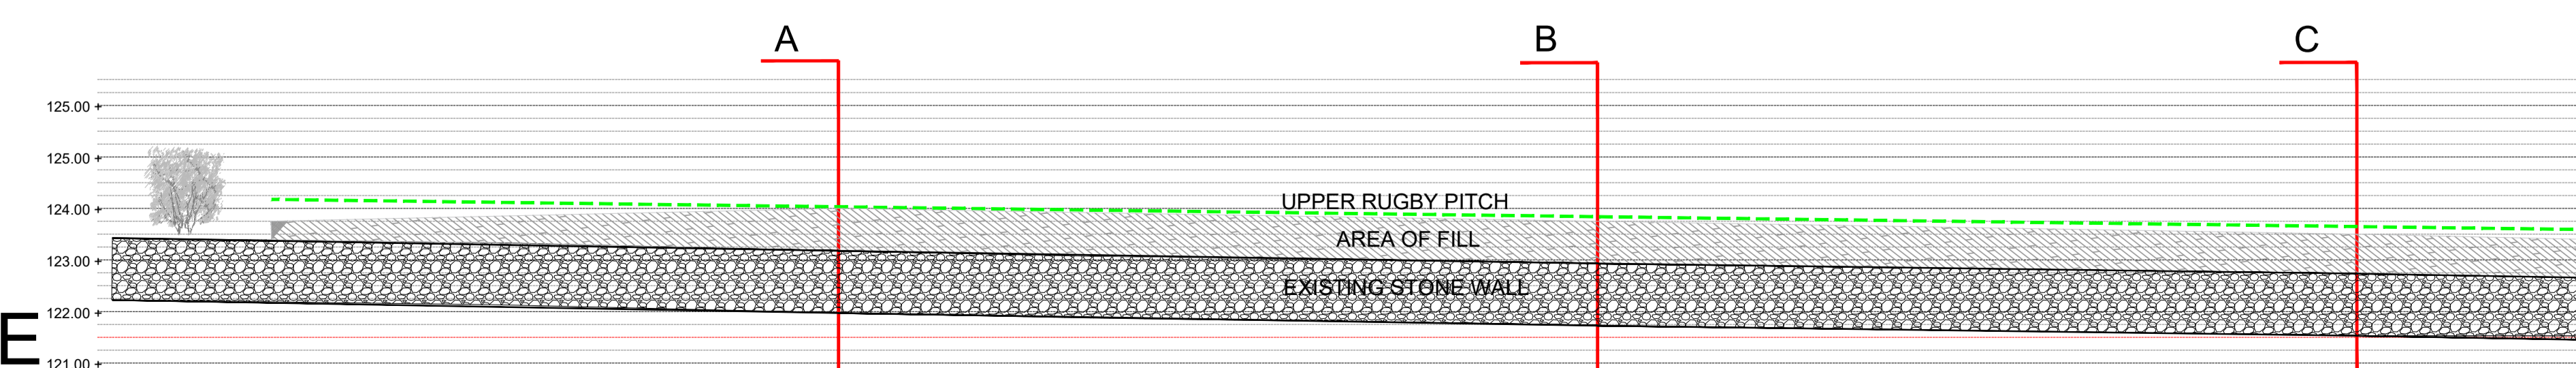 A
B
C
125.00
125.00
124.00
UPPER RUGBY PITCH
AREA OF FILL
123.00
EXISTING STONE WALL
122.00
E
121.00